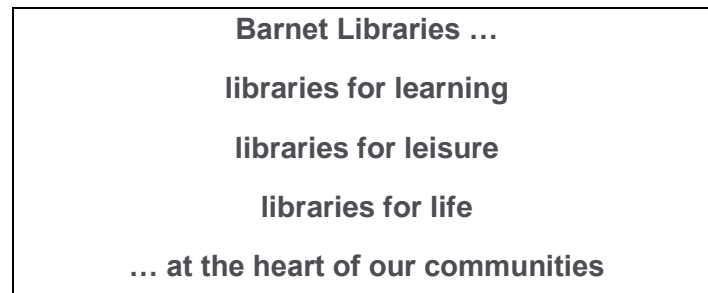 Barnet Libraries …
libraries for learning
libraries for leisure
libraries for life
… at the heart of our communities